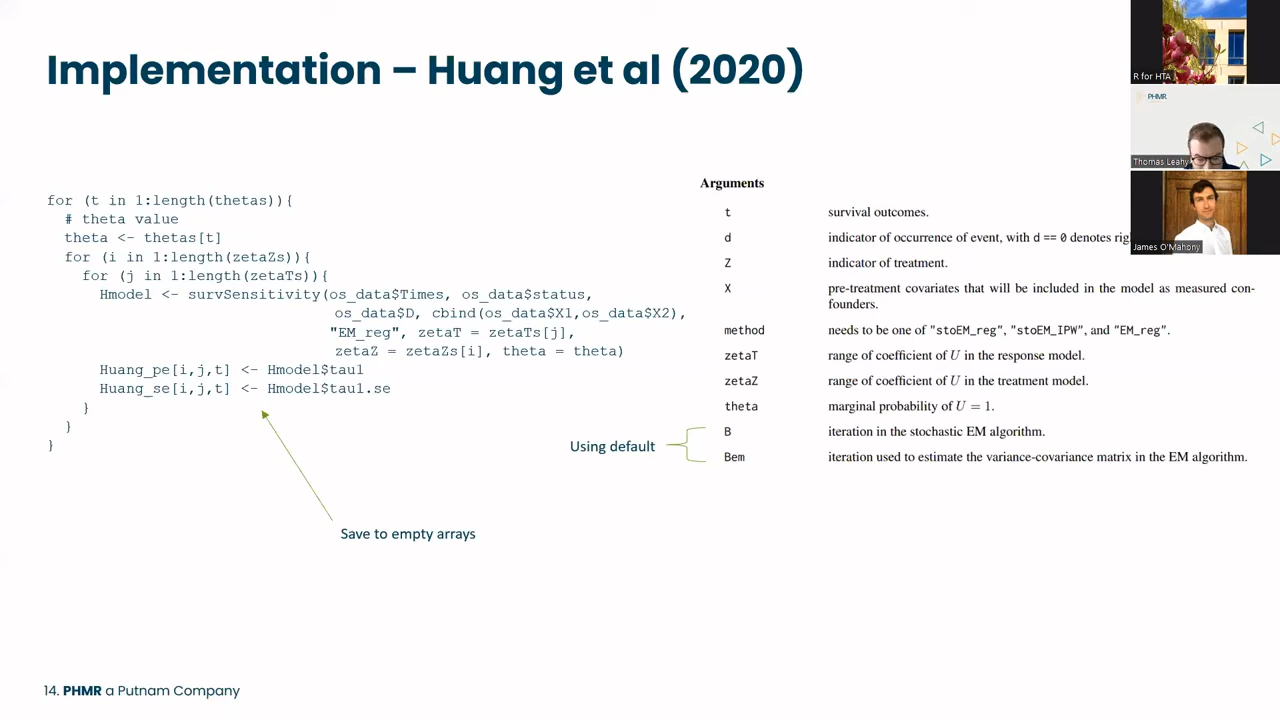 Implementation – Huang et al (2020)
for (t in 1:length(thetas)){
# theta value
theta <- thetas[t]
for (i in 1:length(zetaZs)){
for (j in 1:length(zetaTs)){
Hmodel <- survSensitivity(os_data$Times, os_data$status,
os_data$D, cbind(os_data$X1,os_data$X2),
"EM_reg", zetaT = zetaTs[j],
zetaZ = zetaZs[i], theta = theta)
Huang_pe[i,j,t] <- Hmodel$tau1
Huang_se[i,j,t] <- Hmodel$tau1.se
}
}
}
Save to empty arrays
Using default
Arguments
t survival outcomes.
d indicator of occurrence of event, with d == 0 denotes
Z indicator of treatment.
X pre-treatment covariates that will be included in the model as measured con-
founders.
method needs to be one of "stoEM_reg", "stoEM_IPW", and "EM_reg".
zetaT range of coefficient of U in the response model.
zetaZ range of coefficient of U in the treatment model.
theta marginal probability of U = 1.
B iteration in the stochastic EM algorithm.
Bem iteration used to estimate the variance-covariance matrix in the EM algorithm.
R for HTA
PHMR
Thomas Leahy
James O'Mahony
14. PHMR a Putnam Company